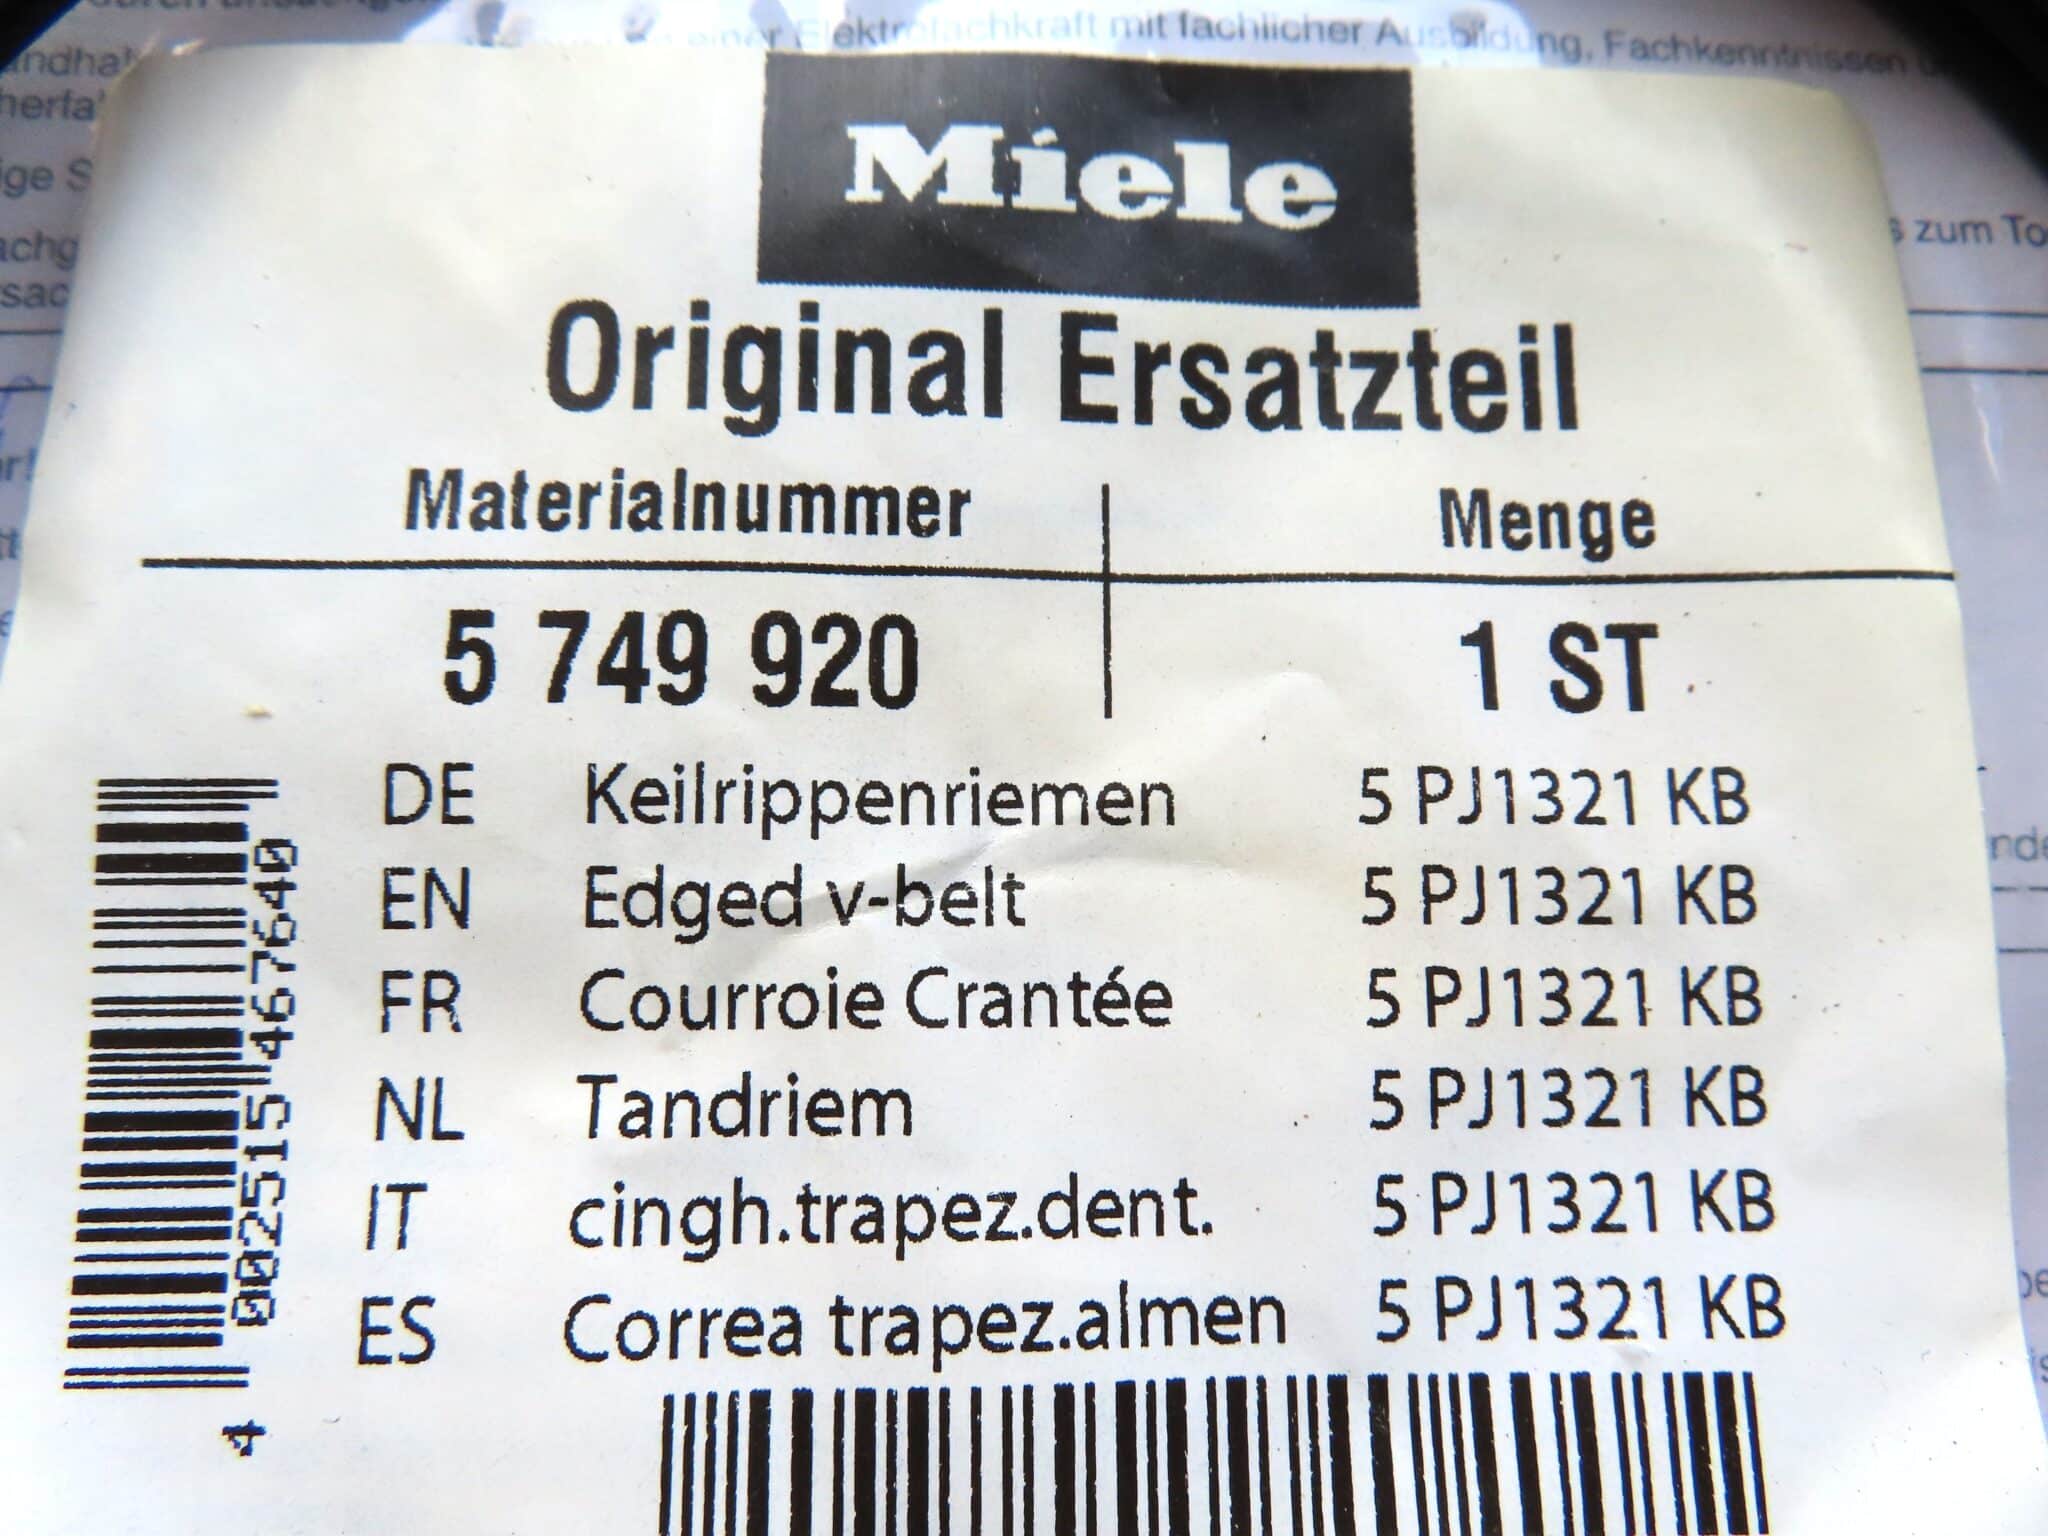 einer Elektrofachkraft mit fachlicher Ausbildung, Fachkenntnissen
s zum To
Miele
Original Ersatzteil
Materialnummer Menge
5 749 920 1 ST
DE Keilrippenriemen 5 PJ1321 KB
EN Edged v-belt 5 PJ1321 KB
FR Courroie Crantée 5 PJ1321 KB
NL Tandriem 5 PJ1321 KB
IT cingh.trapez.dent. 5 PJ1321 KB
ES Correa trapez.almen 5 PJ1321 KB
4 002515 467640